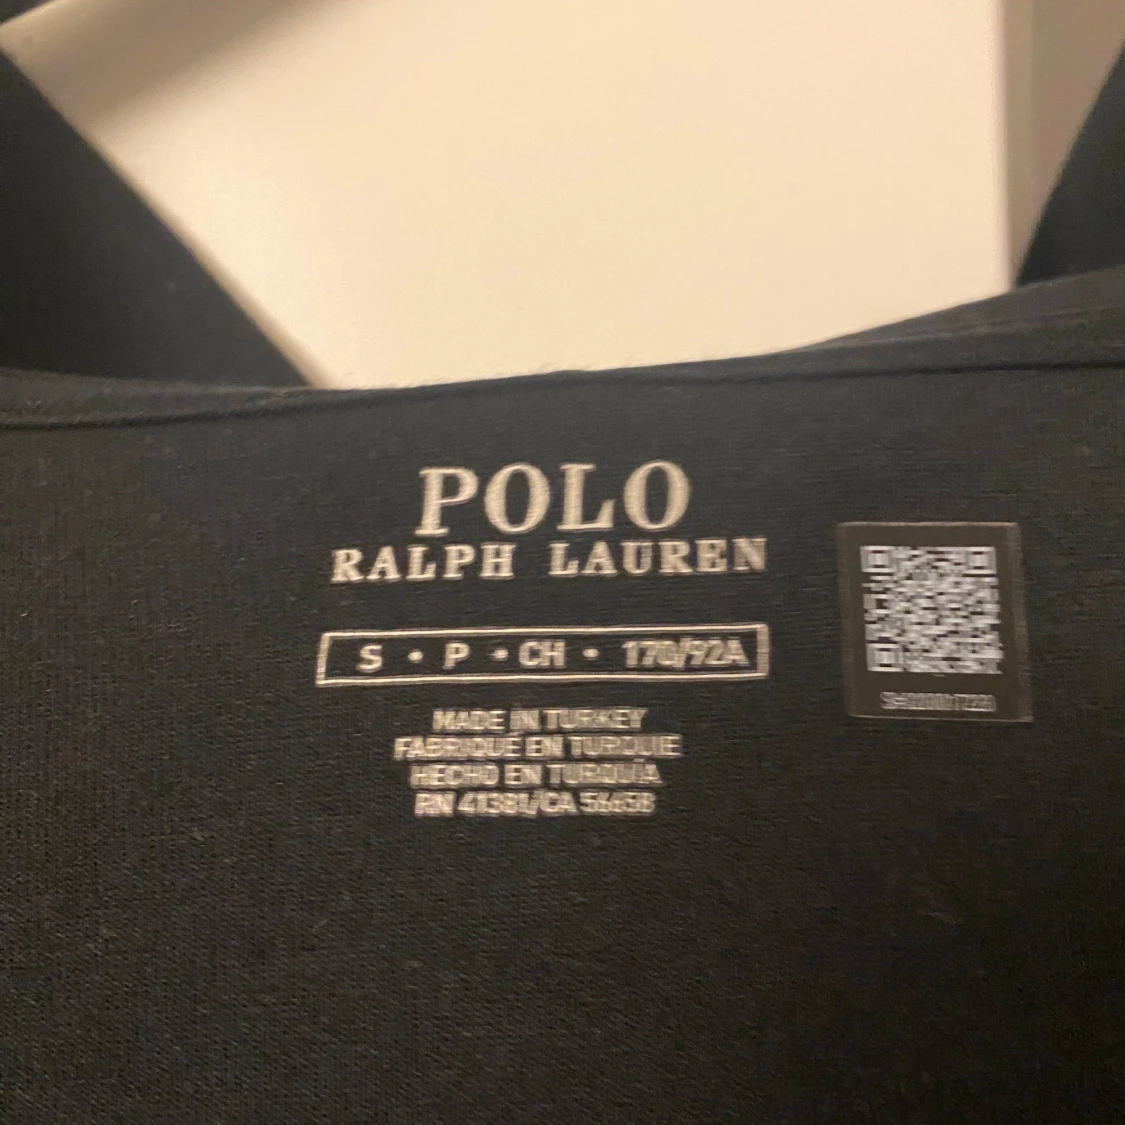 POLO
RALPH LAUREN
S • P • CH • 170/92A
MADE IN TURKEY
FABRIQUÉ EN TURQUIE
HECHO EN TURQUÍA
RN 41381/CA 56658